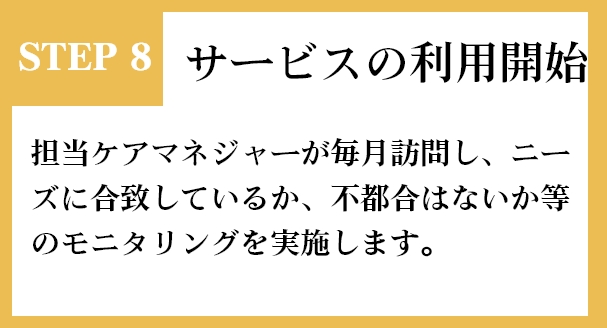 STEP 8
サービスの利用開始
担当ケアマネジャーが毎月訪問し、ニー
ズに合致しているか、不都合はないか等
のモニタリングを実施します。